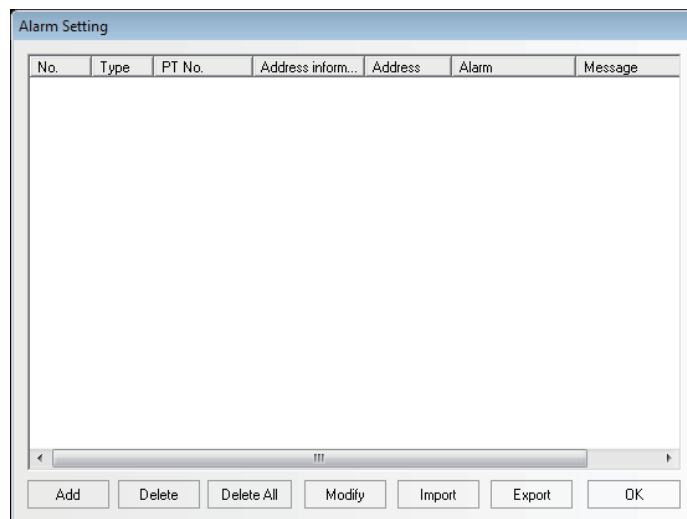 Alarm Setting
No. Type PT No. Address inform... Address Alarm Message
Add Delete Delete All Modify Import Export OK